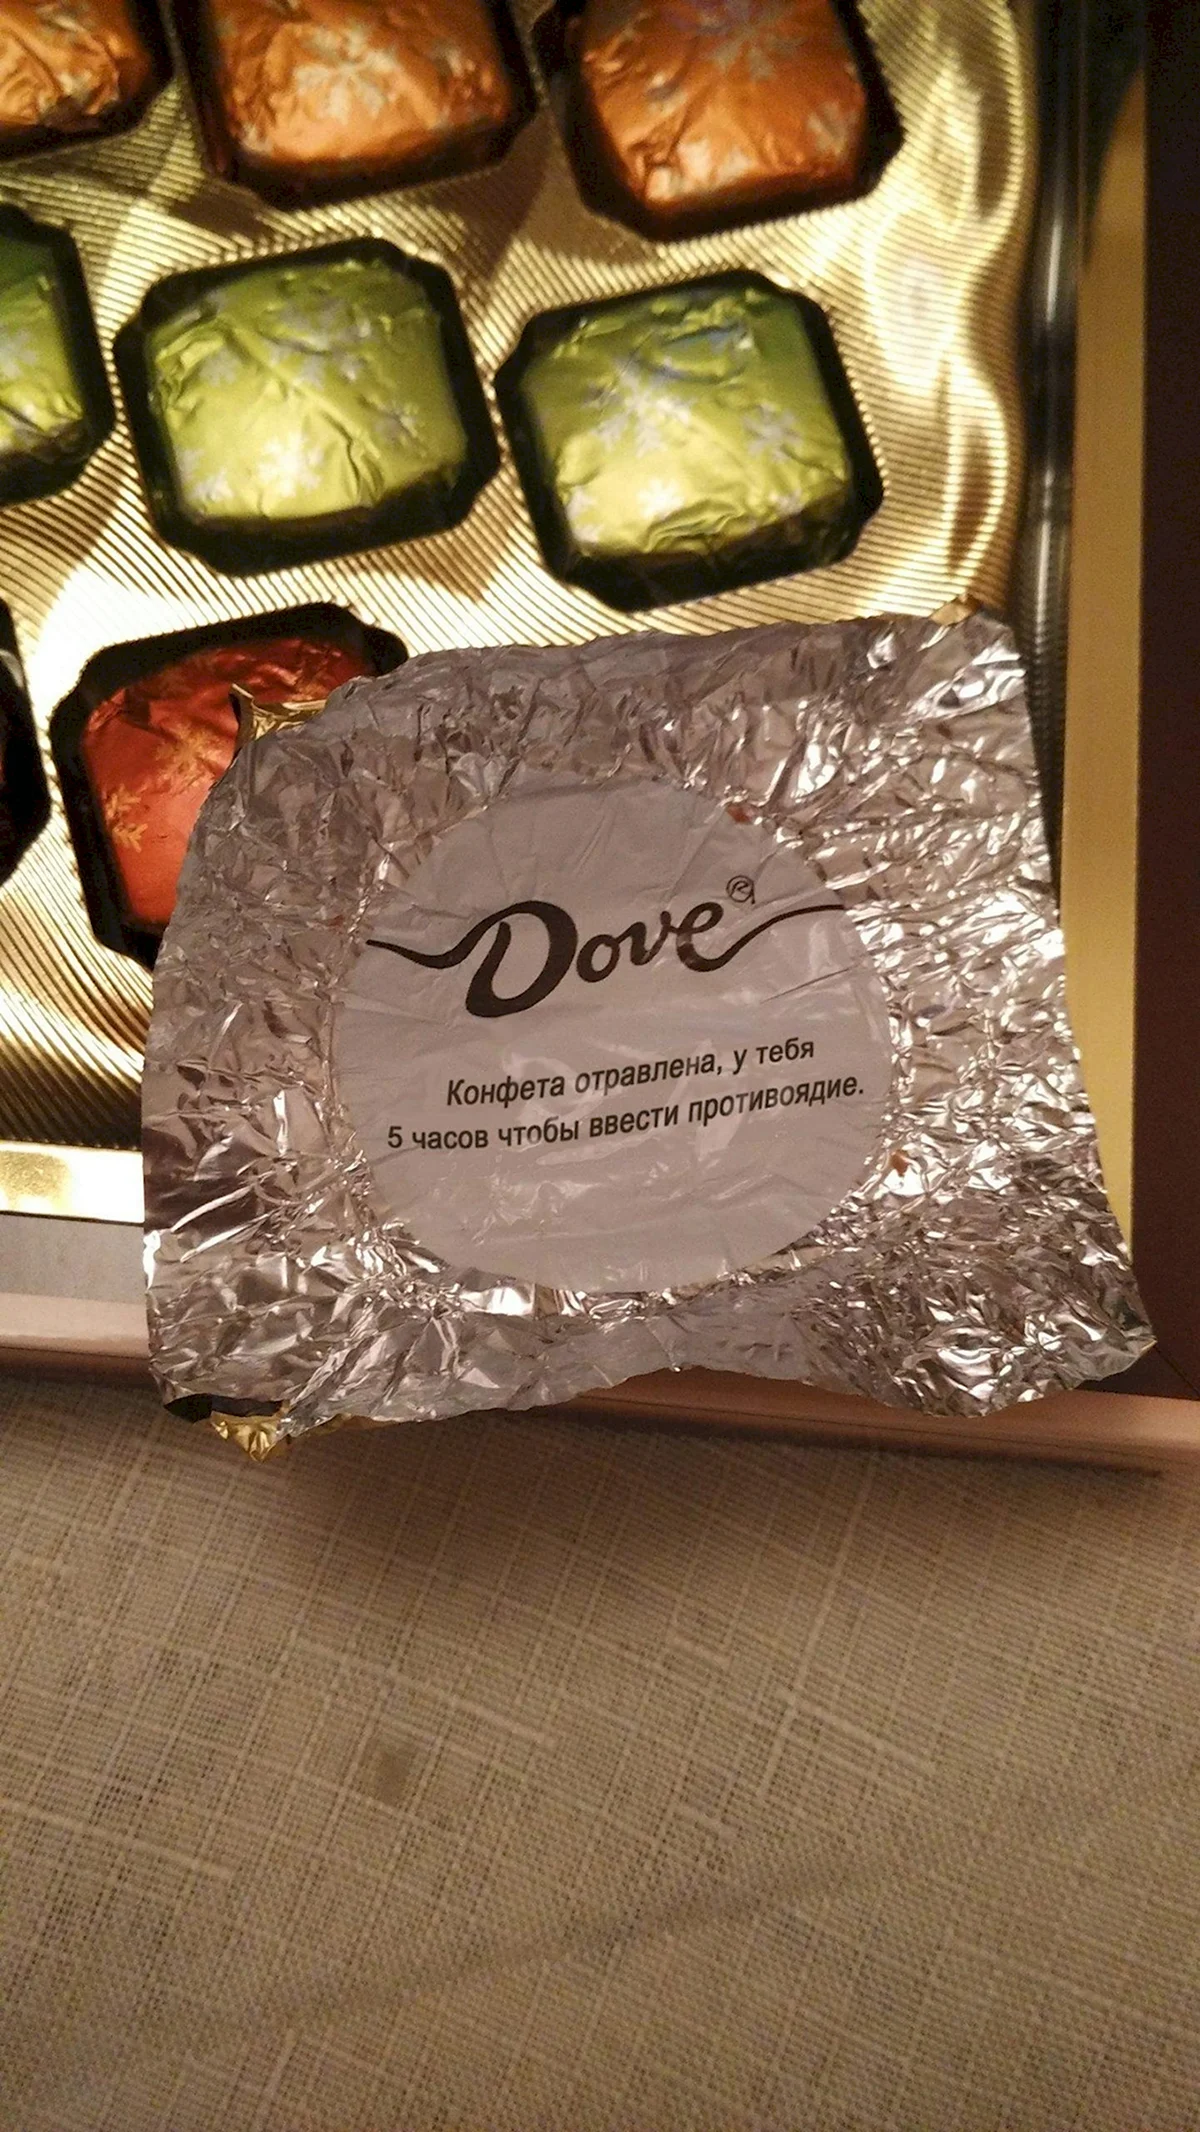 Dove®
Конфета отравлена, у тебя
5 часов чтобы ввести противоядие.